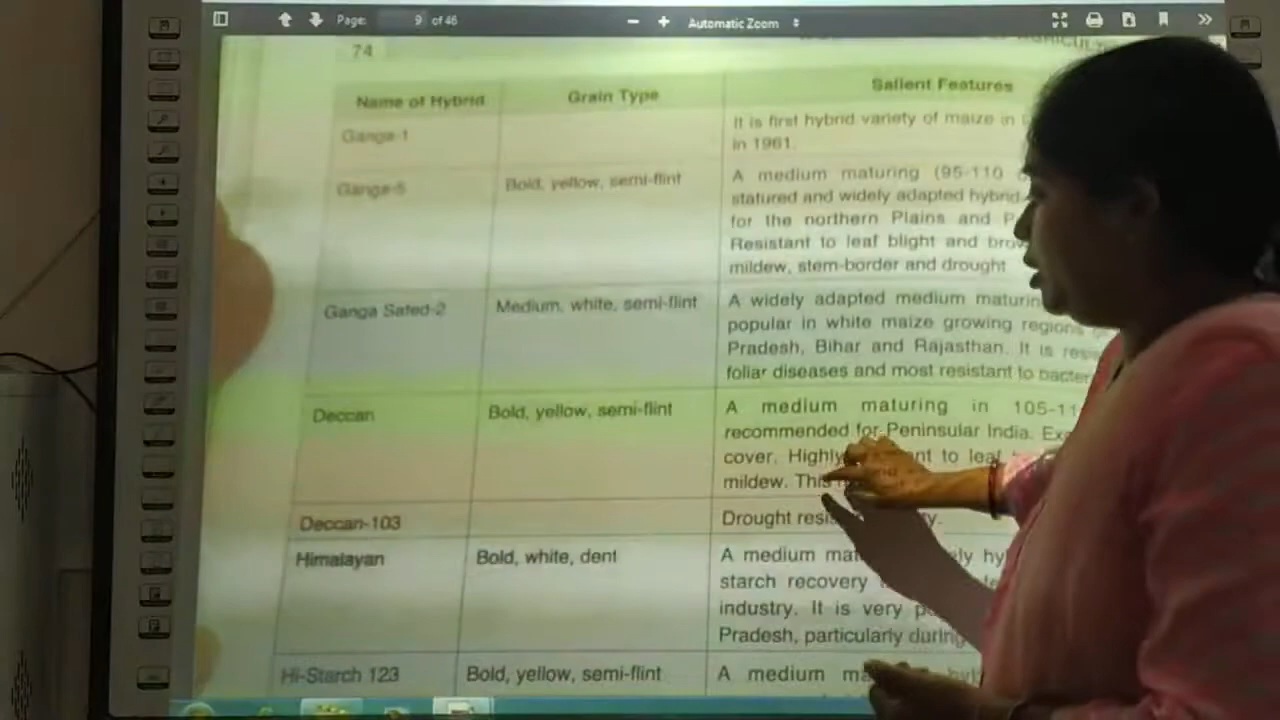 Page: 9 of 46
Automatic Zoom
74
Name of Hybrid Grain Type Salient Features
Ganga-1 It is first hybrid variety of maize in
in 1961.
Ganga-5 Bold, yellow, semi-flint A medium maturing (95-110
statured and widely adapted hybrid
for the northern Plains and
Resistant to leaf blight and
mildew, stem-border and drought
Ganga Safed-2 Medium, white, semi-flint A widely adapted medium
popular in white maize growing regions
Pradesh, Bihar and Rajasthan. It is
foliar diseases and most resistant to
Deccan Bold, yellow, semi-flint A medium maturing in
recommended for Peninsular India.
cover. Highly to leaf
mildew. This
Deccan-103 Drought
Himalayan Bold, white, dent A medium
starch recovery
industry. It is very
Pradesh, particularly during
Hi-Starch 123 Bold, yellow, semi-flint A medium